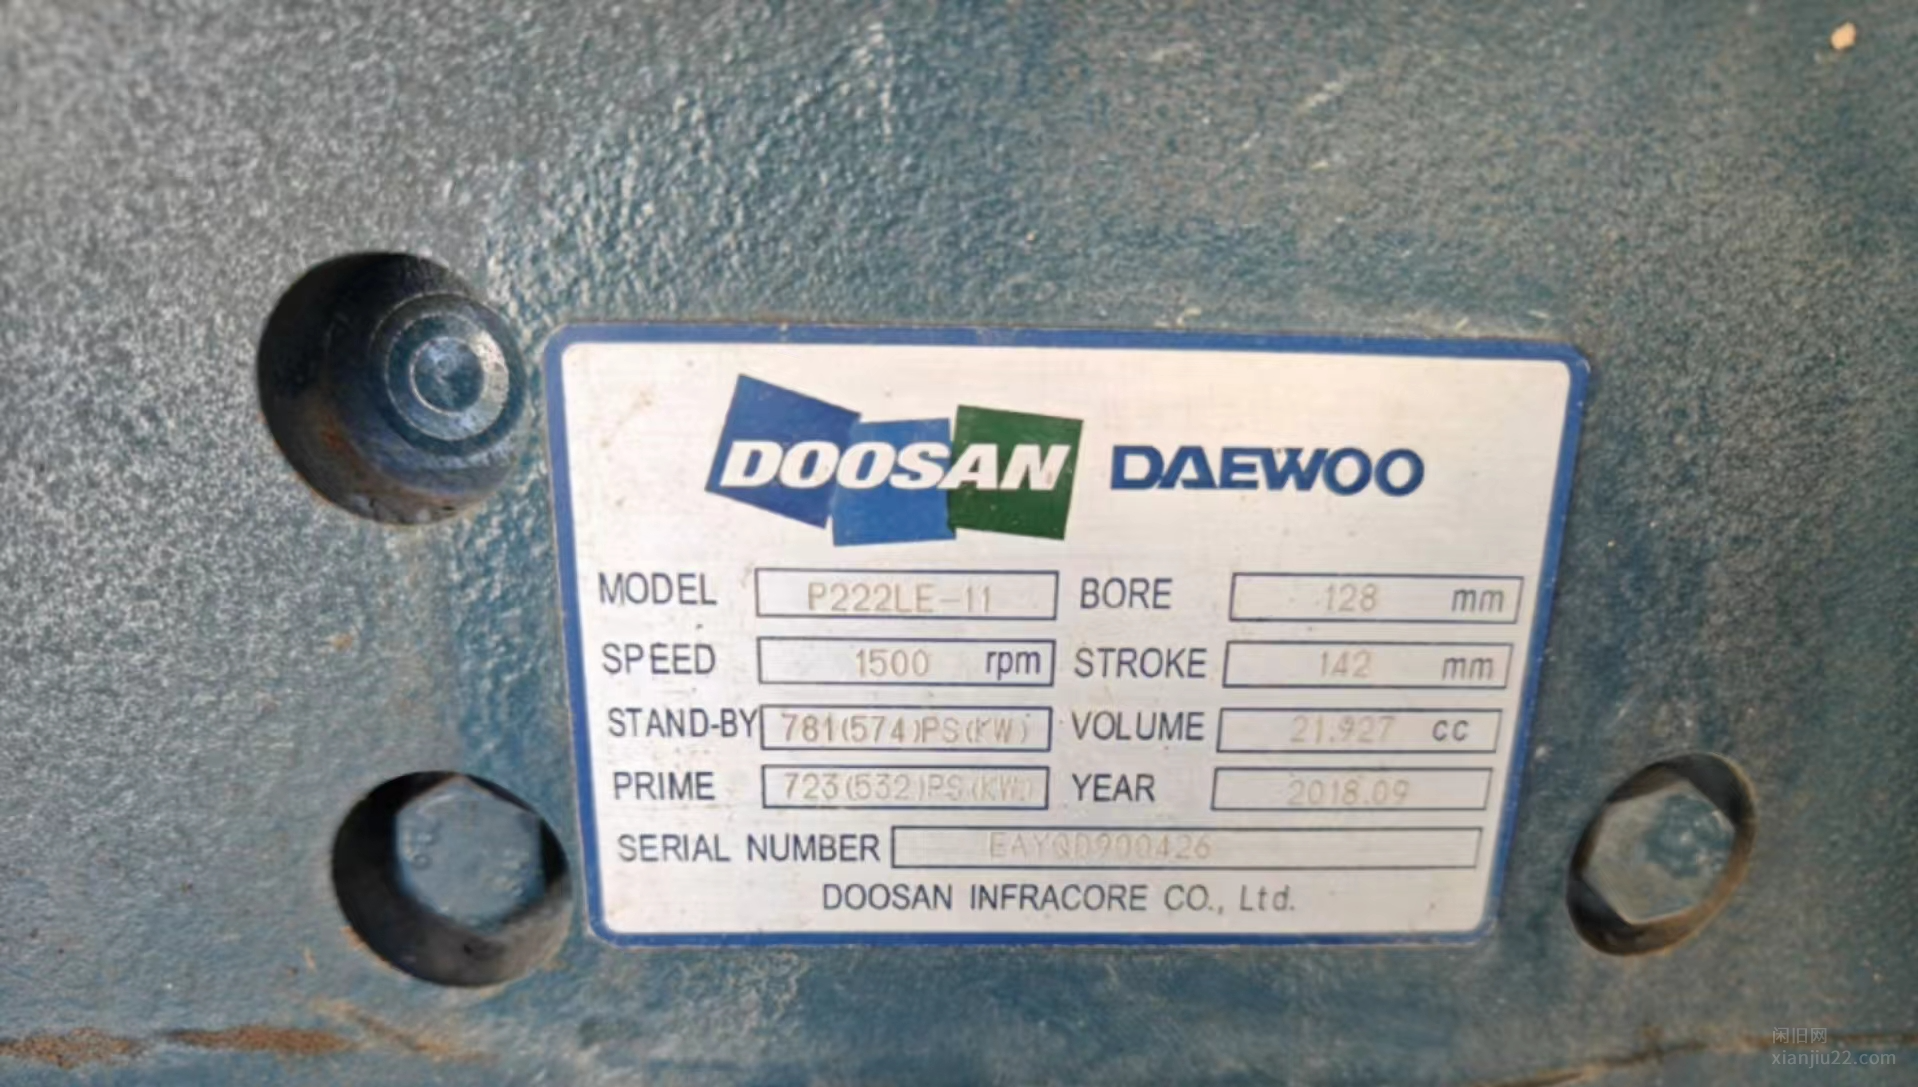 DOOSAN DAEWOO
MODEL P222LE-11 BORE 128 mm
SPEED 1500 rpm STROKE 142 mm
STAND-BY 781(574)PS(KW) VOLUME 21.927 cc
PRIME 723(532)PS(KW) YEAR 2018.09
SERIAL NUMBER EAYQD900426
DOOSAN INFRACORE CO., Ltd.
闲旧网
xianjiu22.com